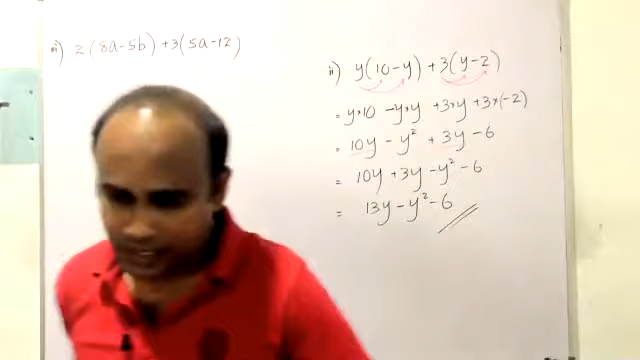 iii) 2(8a-5b)+3(5a-12)
ii) y(10-y)+3(y-2)
= y×10 -y×y +3×y +3×(-2)
= 10y - y² + 3y - 6
= 10y +3y - y² - 6
= 13y - y² - 6